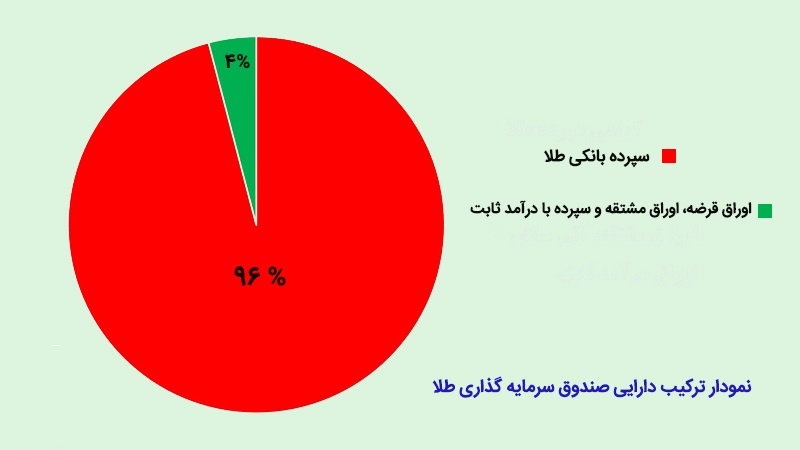 ۴%
سپرده بانکی طلا
اوراق قرضه، اوراق مشتقه و سپرده با درآمد ثابت
۹۶ %
نمودار ترکیب دارایی صندوق سرمایه گذاری طلا